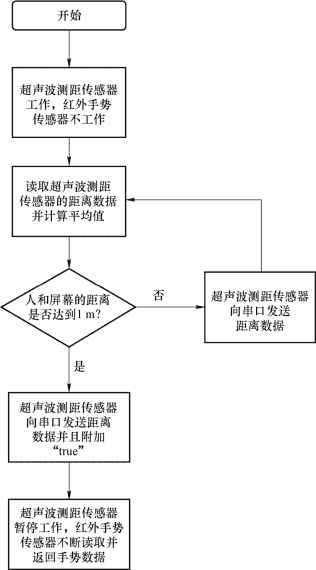 开始
超声波测距传感器
工作，红外手势
传感器不工作
读取超声波测距
传感器的距离数据
并计算平均值
人和屏幕的距离
是否达到1 m?
否
超声波测距传感器
向串口发送
距离数据
是
超声波测距传感器
向串口发送距离
数据并且附加
“true”
超声波测距传感器
暂停工作，红外手势
传感器不断读取并
返回手势数据